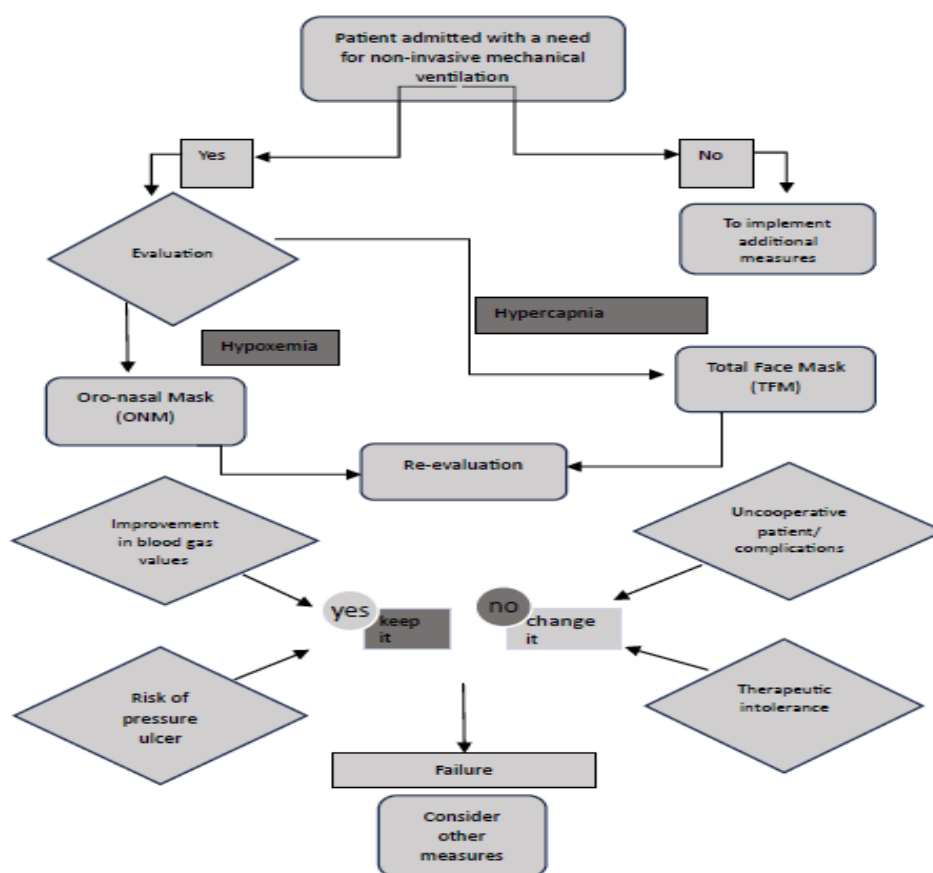 Patient admitted with a need
for non-invasive mechanical
ventilation
Yes
No
To implement
additional
measures
Evaluation
Hypercapnia
Hypoxemia
Total Face Mask
(TFM)
Oro-nasal Mask
(ONM)
Re-evaluation
Improvement
in blood gas
values
Uncooperative
patient/
complications
yes
keep
it
no
change
it
Risk of
pressure
ulcer
Therapeutic
intolerance
Failure
Consider
other
measures